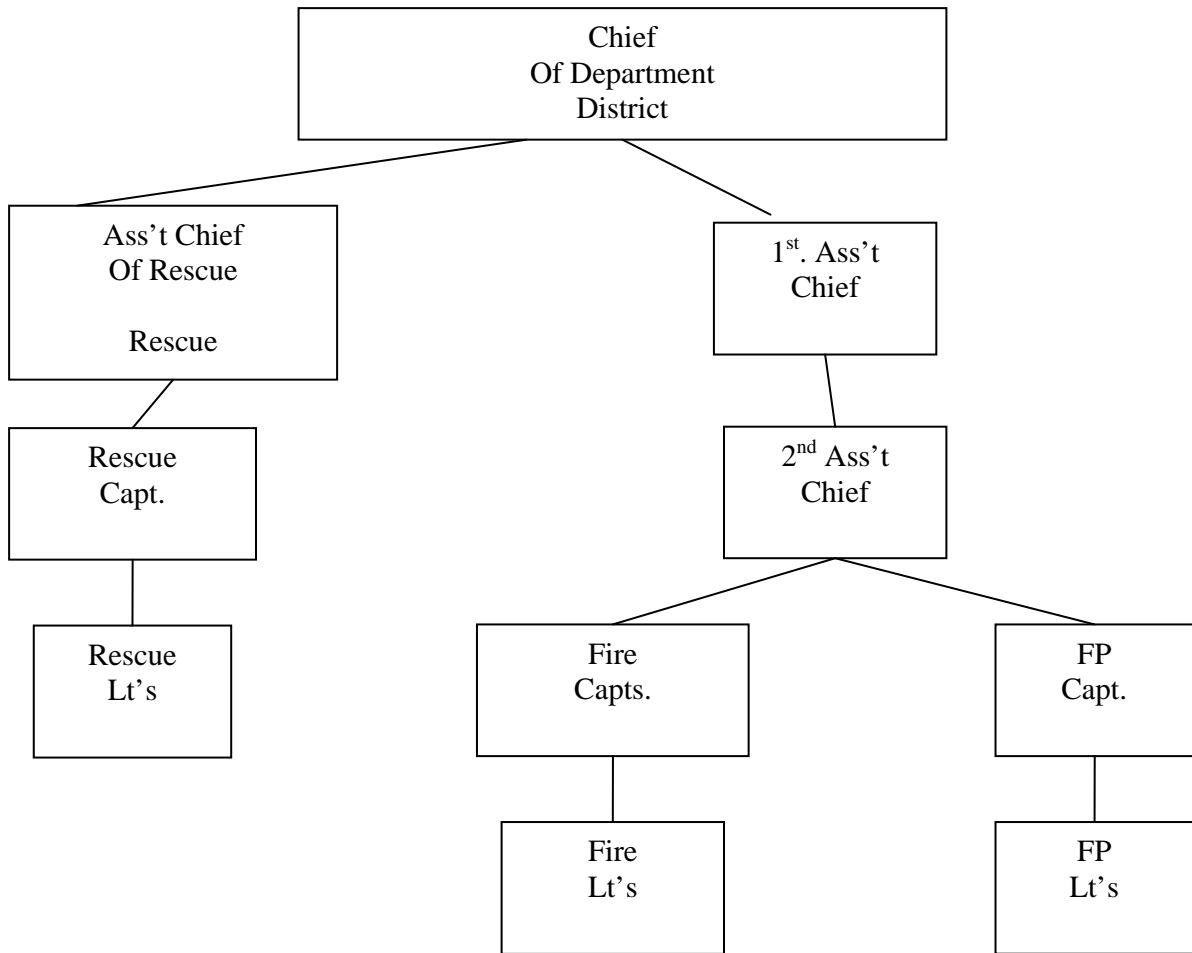 Chief
Of Department
District
Ass't Chief
Of Rescue
Rescue
1st. Ass't
Chief
Rescue
Capt.
2nd Ass't
Chief
Rescue
Lt's
Fire
Capts.
FP
Capt.
Fire
Lt's
FP
Lt's